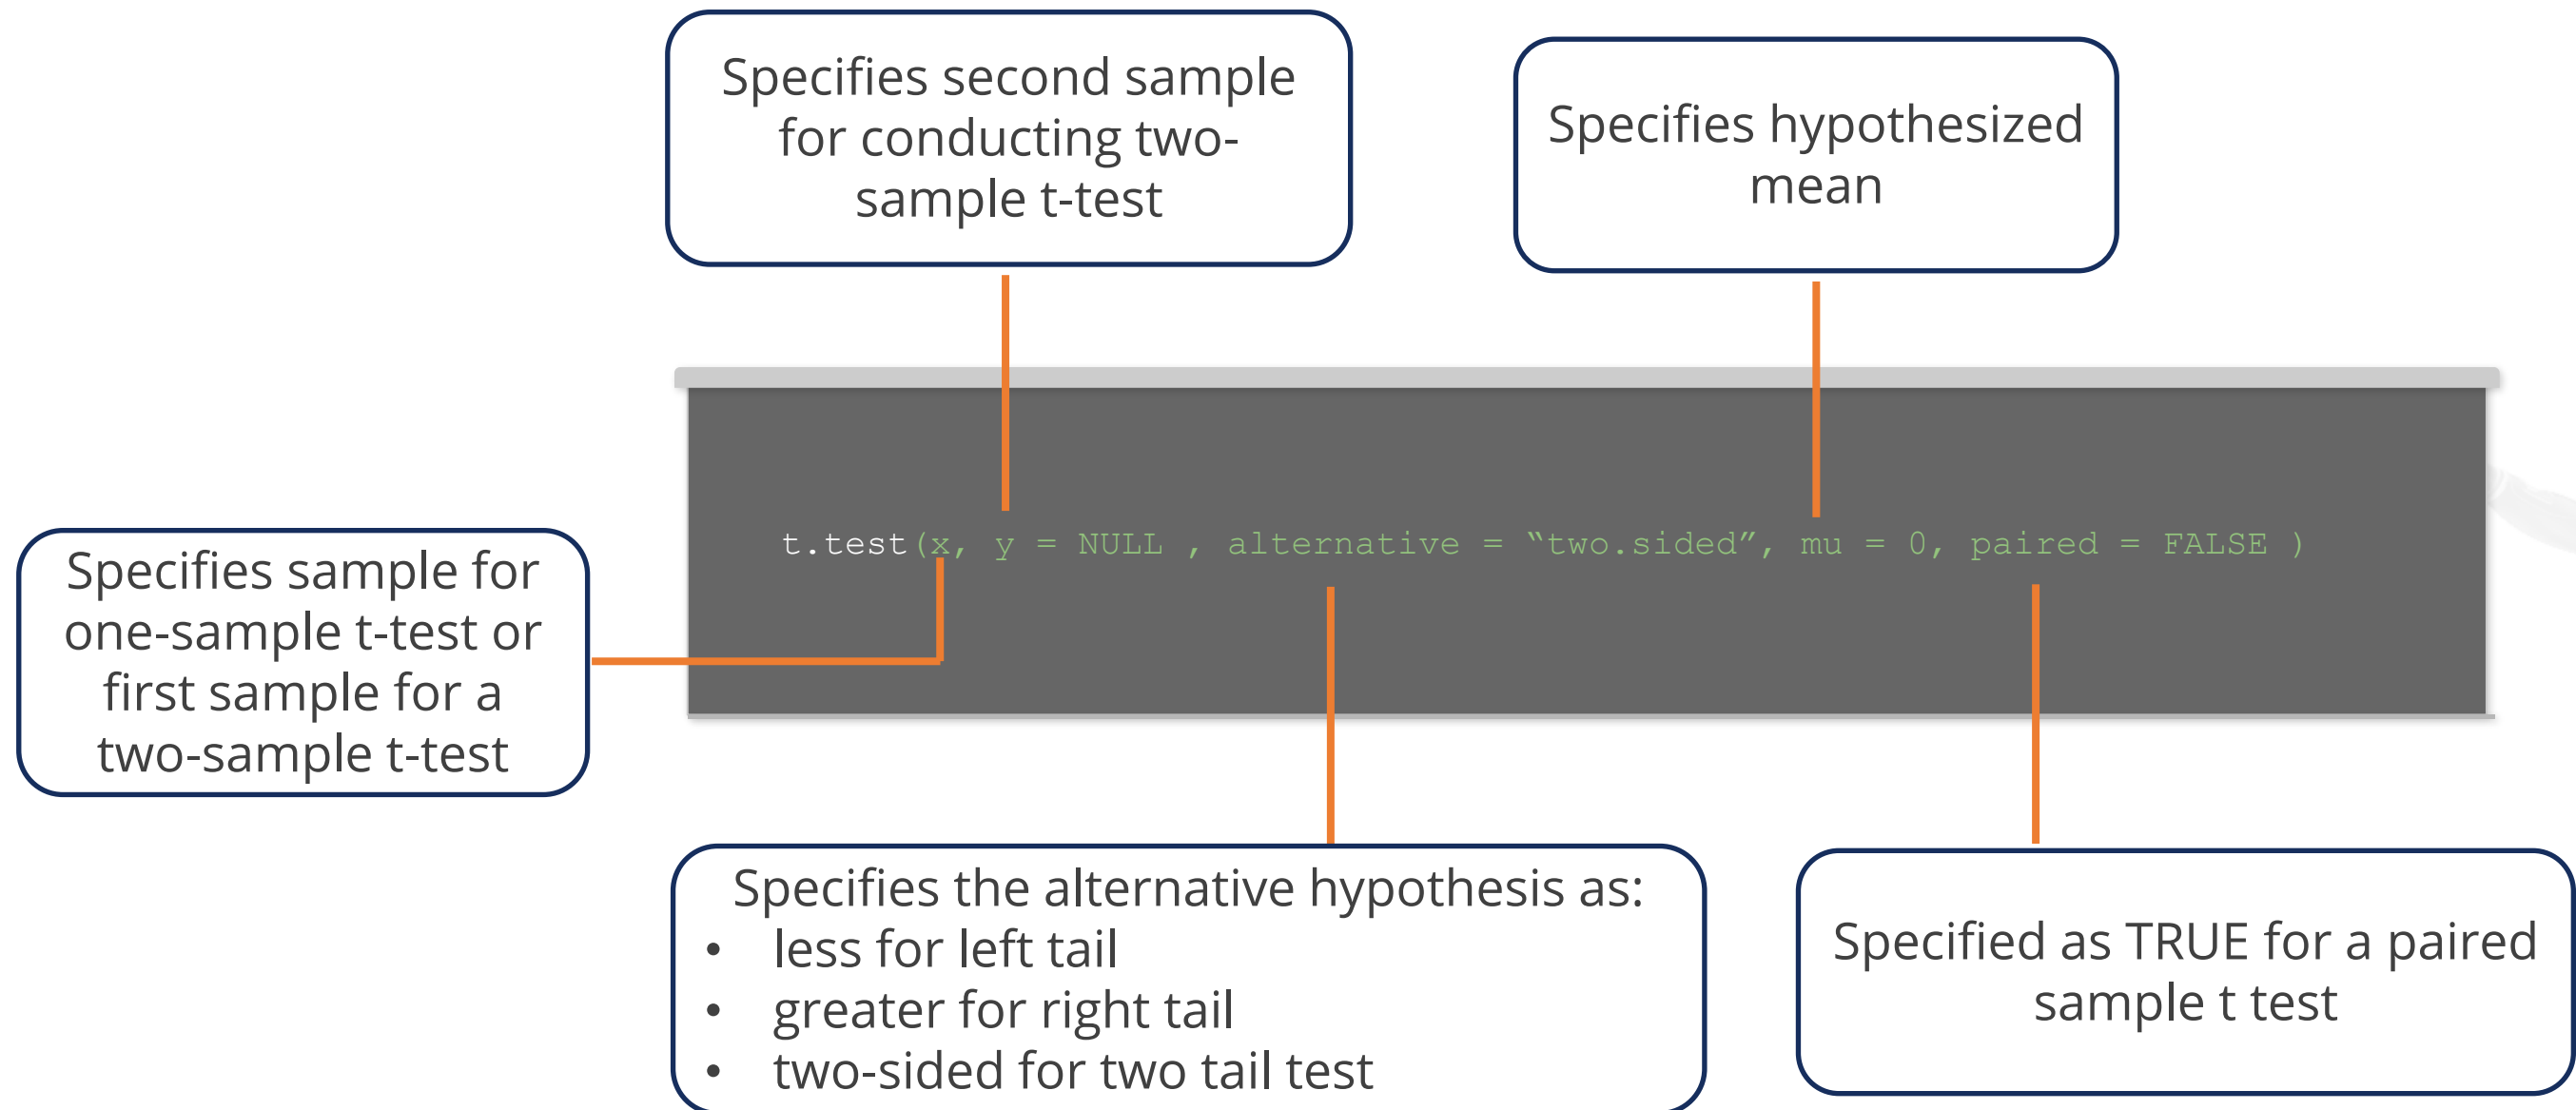 Specifies second sample
for conducting two-
sample t-test
Specifies hypothesized
mean
t.test(x, y = NULL , alternative = “two.sided”, mu = 0, paired = FALSE )
Specifies sample for
one-sample t-test or
first sample for a
two-sample t-test
Specifies the alternative hypothesis as:
• less for left tail
• greater for right tail
• two-sided for two tail test
Specified as TRUE for a paired
sample t test